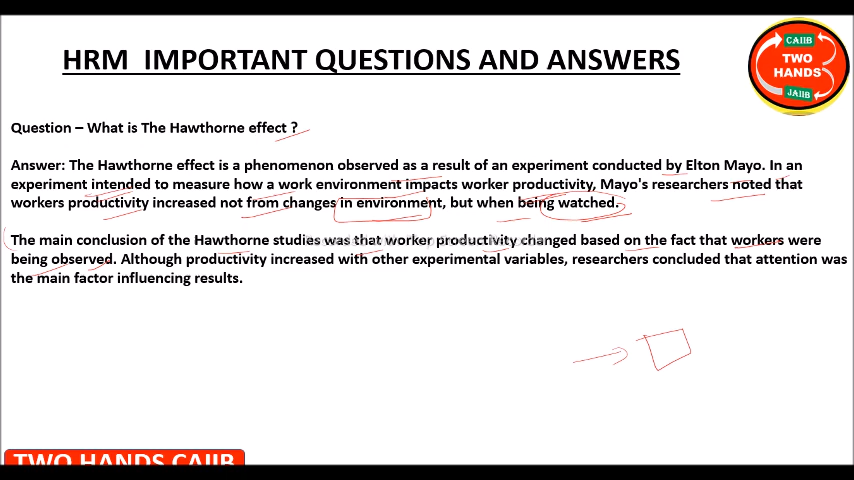 HRM IMPORTANT QUESTIONS AND ANSWERS
CAIIB
TWO
HANDS
JAIIB
Question – What is The Hawthorne effect ?
Answer: The Hawthorne effect is a phenomenon observed as a result of an experiment conducted by Elton Mayo. In an
experiment intended to measure how a work environment impacts worker productivity, Mayo's researchers noted that
workers productivity increased not from changes in environment, but when being watched.
The main conclusion of the Hawthorne studies was that worker productivity changed based on the fact that workers were
being observed. Although productivity increased with other experimental variables, researchers concluded that attention was
the main factor influencing results.
TWO HANDS CAIIB